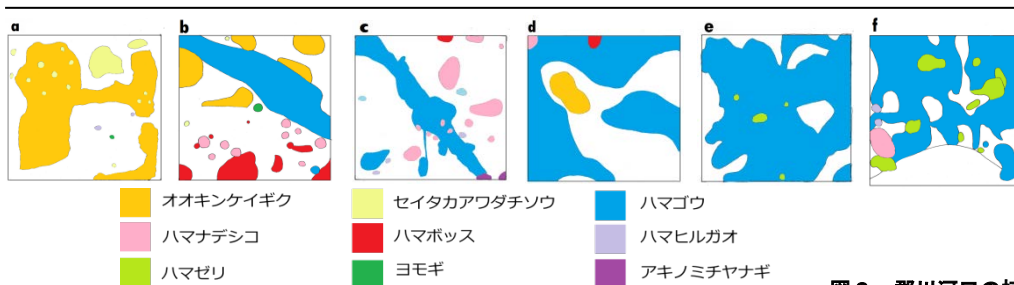 a b c d e f
オオキンケイギク セイタカアワダチソウ ハマゴウ
ハマナデシコ ハマボッス ハマヒルガオ
ハマゼリ ヨモギ アキノミチヤナギ